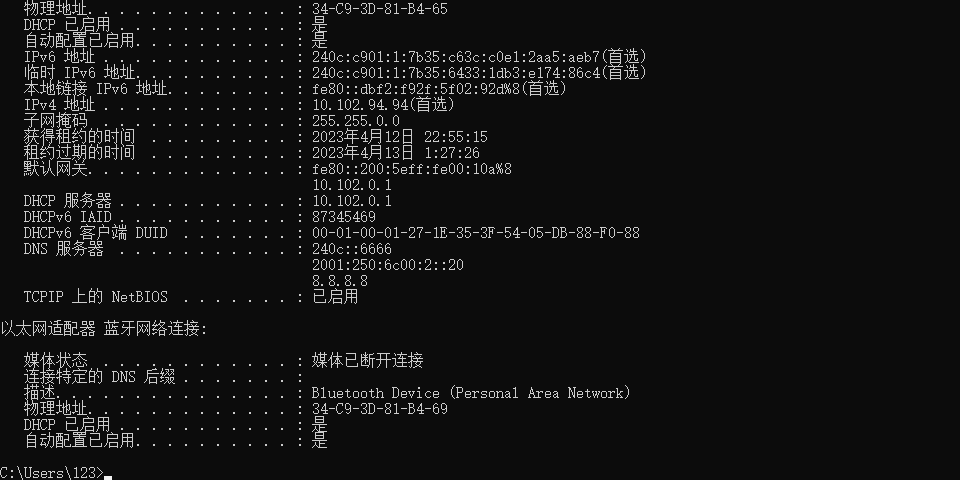 物理地址. . . . . . . . . . . . . : 34-C9-3D-81-B4-65
DHCP 已启用 . . . . . . . . . . . : 是
自动配置已启用. . . . . . . . . . : 是
IPv6 地址 . . . . . . . . . . . . : 240c:c901:1:7b35:c63c:c0e1:2aa5:aeb7(首选)
临时 IPv6 地址. . . . . . . . . . : 240c:c901:1:7b35:6433:1db3:e174:86c4(首选)
本地链接 IPv6 地址. . . . . . . . : fe80::dbf2:f92f:5f02:92d%8(首选)
IPv4 地址 . . . . . . . . . . . . : 10.102.94.94(首选)
子网掩码  . . . . . . . . . . . . : 255.255.0.0
获得租约的时间  . . . . . . . . . : 2023年4月12日 22:55:15
租约过期的时间  . . . . . . . . . : 2023年4月13日 1:27:26
默认网关. . . . . . . . . . . . . : fe80::200:5eff:fe00:10a%8
10.102.0.1
DHCP 服务器 . . . . . . . . . . . : 10.102.0.1
DHCPv6 IAID . . . . . . . . . . . : 87345469
DHCPv6 客户端 DUID  . . . . . . . : 00-01-00-01-27-1E-35-3F-54-05-DB-88-F0-88
DNS 服务器  . . . . . . . . . . . : 240c::6666
2001:250:6c00:2::20
8.8.8.8
TCPIP 上的 NetBIOS  . . . . . . . : 已启用
以太网适配器 蓝牙网络连接:
媒体状态  . . . . . . . . . . . . : 媒体已断开连接
连接特定的 DNS 后缀 . . . . . . . :
描述. . . . . . . . . . . . . . . : Bluetooth Device (Personal Area Network)
物理地址. . . . . . . . . . . . . : 34-C9-3D-81-B4-69
DHCP 已启用 . . . . . . . . . . . : 是
自动配置已启用. . . . . . . . . . : 是
C:\Users\123>